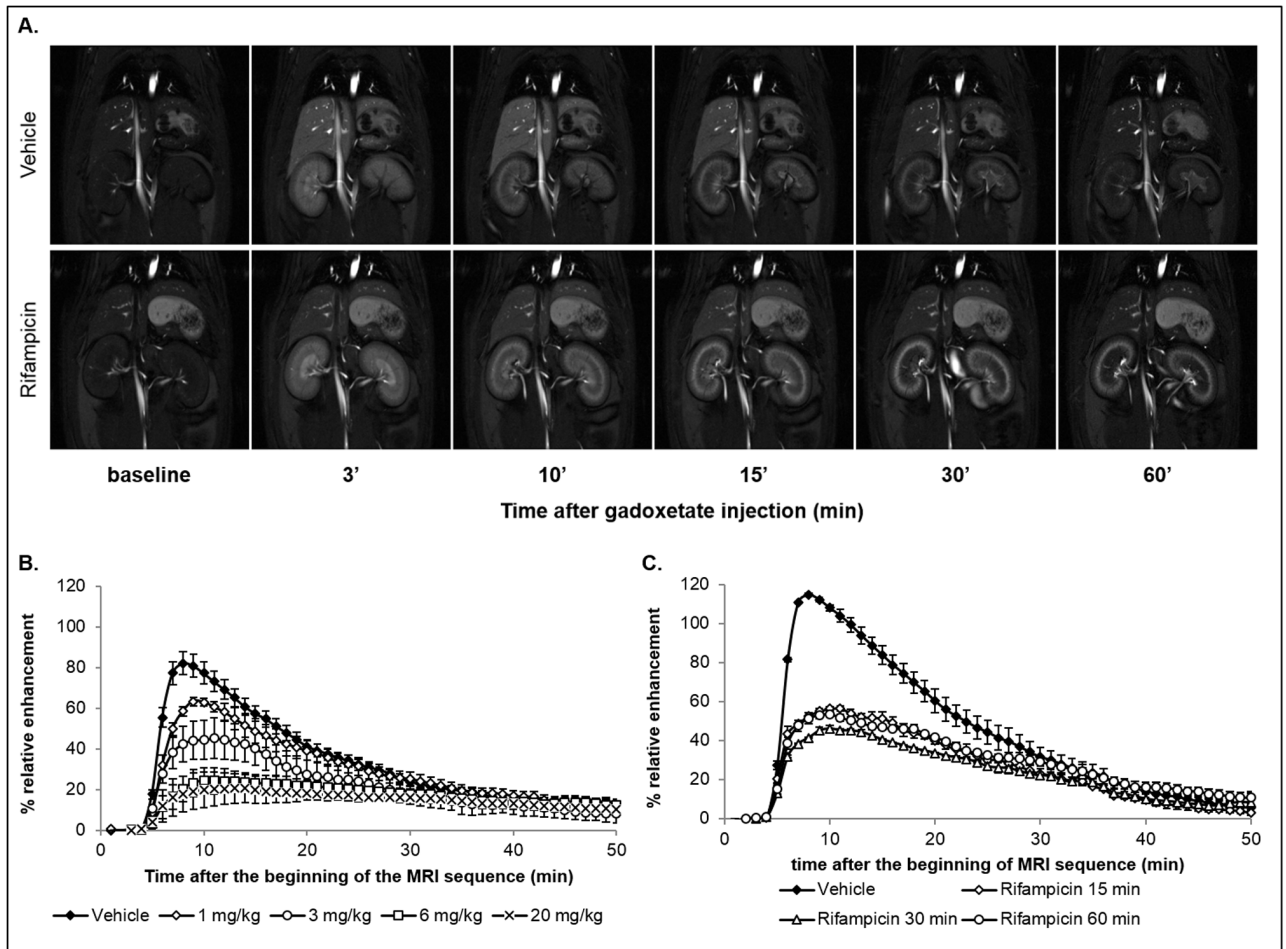 A.
Vehicle
Rifampicin
baseline 3’ 10’ 15’ 30’ 60’
Time after gadoxetate injection (min)
B.
120
100
80
60
40
20
0
% relative enhancement
0 10 20 30 40 50
Time after the beginning of the MRI sequence (min)
Vehicle 1 mg/kg 3 mg/kg 6 mg/kg 20 mg/kg
C.
120
100
80
60
40
20
0
% relative enhancement
0 10 20 30 40 50
time after the beginning of MRI sequence (min)
Vehicle Rifampicin 15 min
Rifampicin 30 min Rifampicin 60 min